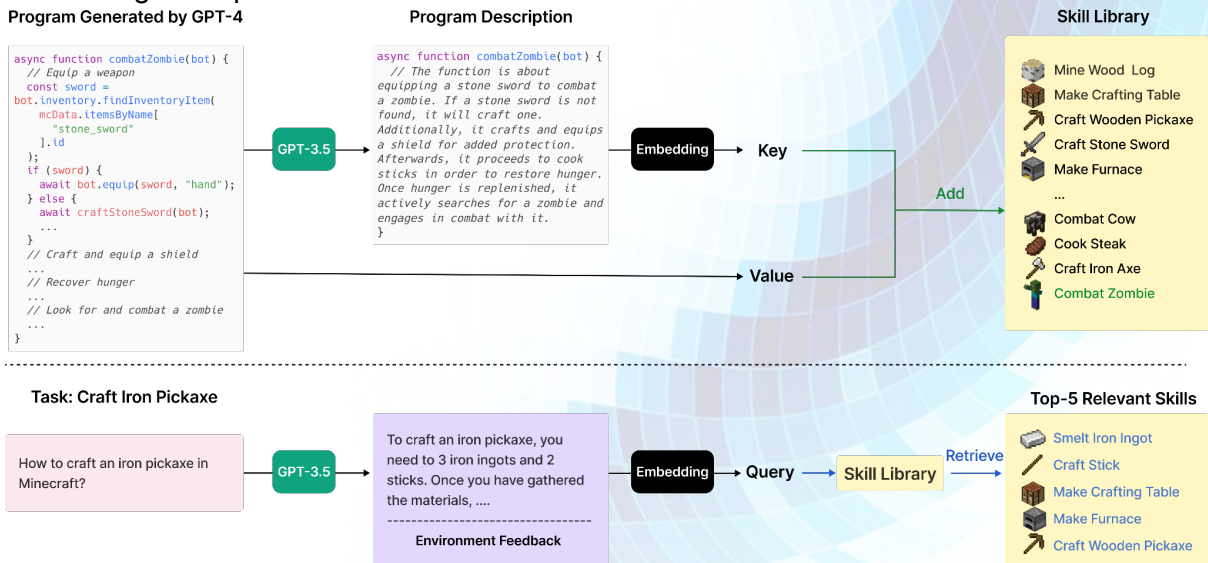 Program Generated by GPT-4
Program Description
Skill Library
async function combatZombie(bot) {
// Equip a weapon
const sword =
bot.inventory.findInventoryItem(
mcData.itemsByName[
"stone_sword"
].id
);
if (sword) {
await bot.equip(sword, "hand");
} else {
await craftStoneSword(bot);
...
}
// Craft and equip a shield
...
// Recover hunger
...
// Look for and combat a zombie
...
}
GPT-3.5
async function combatZombie(bot) {
// The function is about
equipping a stone sword to combat
a zombie. If a stone sword is not
found, it will craft one.
Additionally, it crafts and equips
a shield for added protection.
Afterwards, it proceeds to cook
sticks in order to restore hunger.
Once hunger is replenished, it
actively searches for a zombie and
engages in combat with it.
}
Embedding
Key
Value
Add
Mine Wood Log
Make Crafting Table
Craft Wooden Pickaxe
Craft Stone Sword
Make Furnace
...
Combat Cow
Cook Steak
Craft Iron Axe
Combat Zombie
Task: Craft Iron Pickaxe
How to craft an iron pickaxe in
Minecraft?
GPT-3.5
To craft an iron pickaxe, you
need to 3 iron ingots and 2
sticks. Once you have gathered
the materials, ....
Environment Feedback
Embedding
Query
Skill Library
Retrieve
Top-5 Relevant Skills
Smelt Iron Ingot
Craft Stick
Make Crafting Table
Make Furnace
Craft Wooden Pickaxe